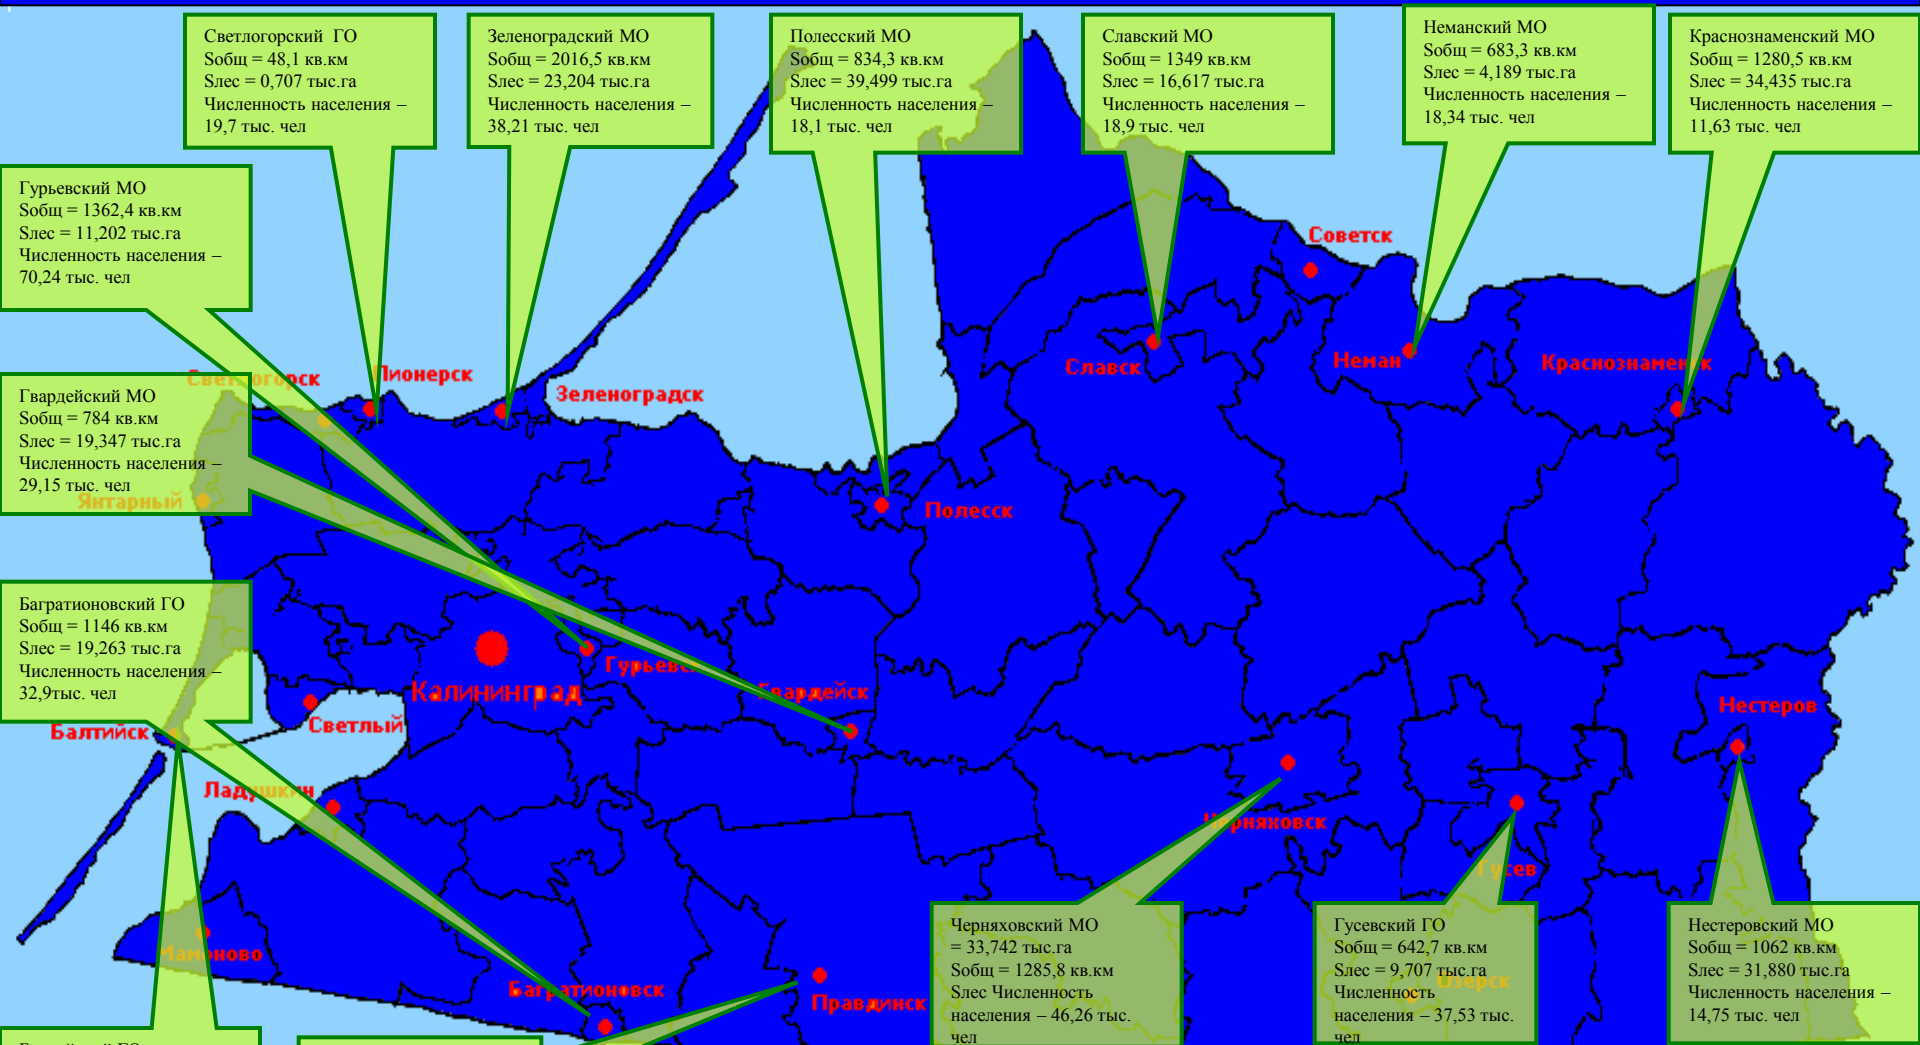 Светлогорский ГО
Sобщ = 48,1 кв.км
Sлес = 0,707 тыс.га
Численность населения –
19,7 тыс. чел
Зеленоградский МО
Sобщ = 2016,5 кв.км
Sлес = 23,204 тыс.га
Численность населения –
38,21 тыс. чел
Полесский МО
Sобщ = 834,3 кв.км
Sлес = 39,499 тыс.га
Численность населения –
18,1 тыс. чел
Славский МО
Sобщ = 1349 кв.км
Sлес = 16,617 тыс.га
Численность населения –
18,9 тыс. чел
Неманский МО
Sобщ = 683,3 кв.км
Sлес = 4,189 тыс.га
Численность населения –
18,34 тыс. чел
Краснознаменский МО
Sобщ = 1280,5 кв.км
Sлес = 34,435 тыс.га
Численность населения –
11,63 тыс. чел
Гурьевский МО
Sобщ = 1362,4 кв.км
Sлес = 11,202 тыс.га
Численность населения –
70,24 тыс. чел
Советск
Славск
Неман
Краснознаменск
Светлогорск
Пионерск
Зеленоградск
Гвардейский МО
Sобщ = 784 кв.км
Sлес = 19,347 тыс.га
Численность населения –
29,15 тыс. чел
Янтарный
Полесск
Багратионовский ГО
Sобщ = 1146 кв.км
Sлес = 19,263 тыс.га
Численность населения –
32,9тыс. чел
Гурьевск
Калининград
Гвардейск
Нестеров
Балтийск
Светлый
Ладушкин
Черняховск
Гусев
Мамоново
Багратионовск
Правдинск
Озерск
Черняховский МО
= 33,742 тыс.га
Sобщ = 1285,8 кв.км
Sлес Численность
населения – 46,26 тыс.
чел
Гусевский ГО
Sобщ = 642,7 кв.км
Sлес = 9,707 тыс.га
Численность
населения – 37,53 тыс.
чел
Нестеровский МО
Sобщ = 1062 кв.км
Sлес = 31,880 тыс.га
Численность населения –
14,75 тыс. чел